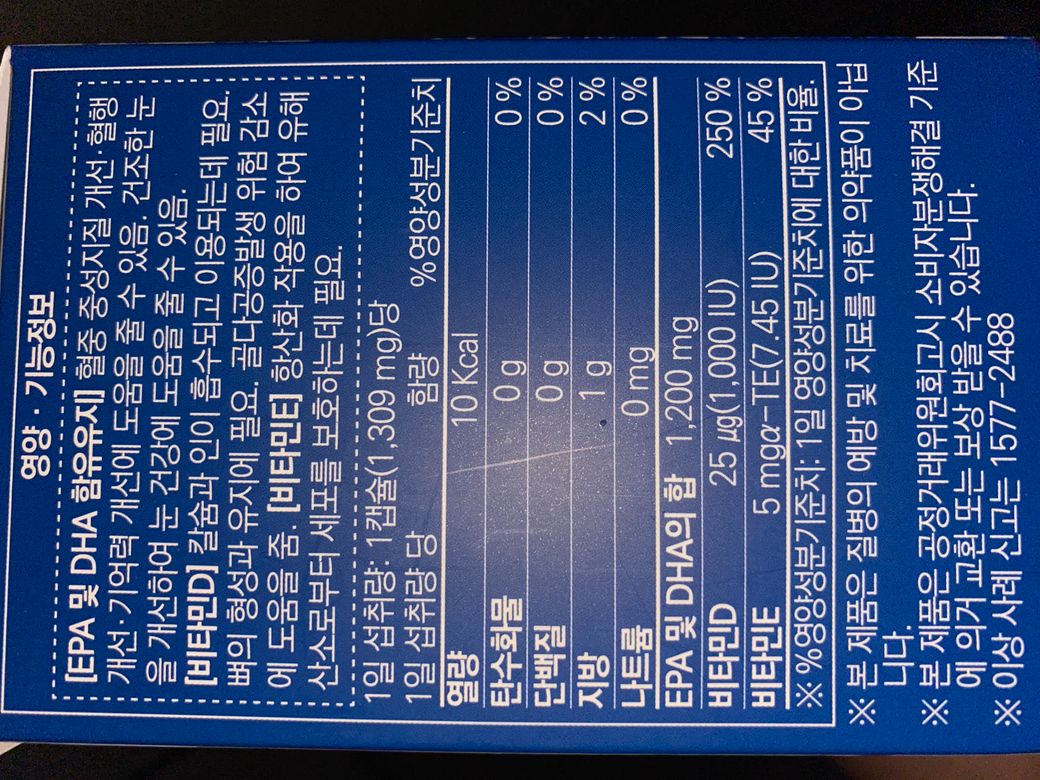 영양·기능정보
[EPA 및 DHA 함유유지] 혈중 중성지질 개선·혈행
개선·기억력 개선에 도움을 줄 수 있음. 건조한 눈
을 개선하여 눈 건강에 도움을 줄 수 있음.
[비타민D] 칼슘과 인이 흡수되고 이용되는데 필요.
뼈의 형성과 유지에 필요. 골다공증발생 위험 감소
에 도움을 줌. [비타민E] 항산화 작용을 하여 유해
산소로부터 세포를 보호하는데 필요.
1일 섭취량: 1캡슐(1,309 mg)당
1일 섭취량 당 함량 %영양성분기준치
열량 10 Kcal
탄수화물 0 g 0 %
단백질 0 g 0 %
지방 1 g 2 %
나트륨 0 mg 0 %
EPA 및 DHA의 합 1,200 mg
비타민D 25 μg(1,000 IU) 250 %
비타민E 5 mgα-TE(7.45 IU) 45 %
※ %영양성분기준치: 1일 영양성분기준치에 대한 비율.
※ 본 제품은 질병의 예방 및 치료를 위한 의약품이 아닙
니다.
※ 본 제품은 공정거래위원회고시 소비자분쟁해결 기준
에 의거 교환 또는 보상 받을 수 있습니다.
※ 이상 사례 신고는 1577-2488